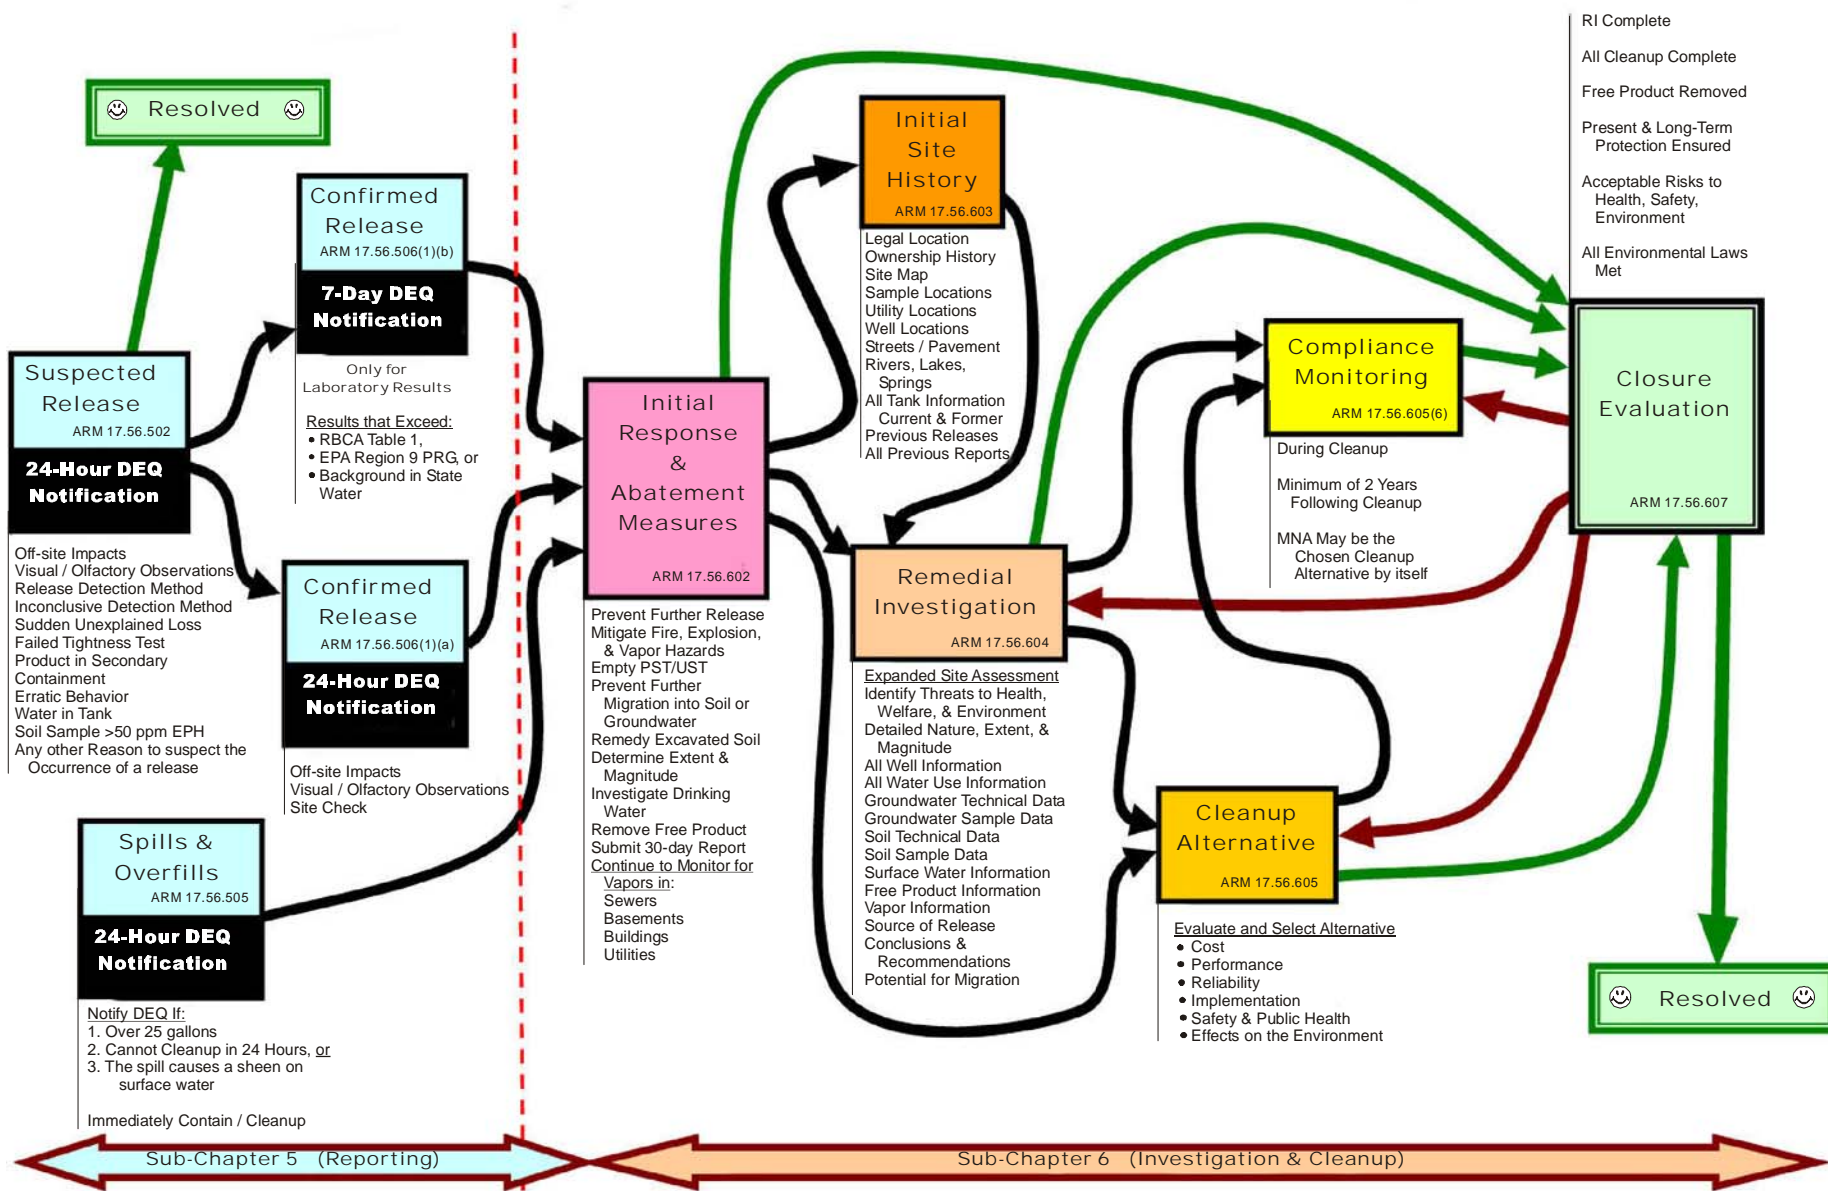 Resolved
Confirmed
Release
ARM 17.56.506(1)(b)
7-Day DEQ
Notification
Only for
Laboratory Results
Results that Exceed:
• RBCA Table 1,
• EPA Region 9 PRG, or
• Background in State
Water
Suspected
Release
ARM 17.56.502
24-Hour DEQ
Notification
Off-site Impacts
Visual / Olfactory Observations
Release Detection Method
Inconclusive Detection Method
Sudden Unexplained Loss
Failed Tightness Test
Product in Secondary
Containment
Erratic Behavior
Water in Tank
Soil Sample >50 ppm EPH
Any other Reason to suspect the
Occurrence of a release
Confirmed
Release
ARM 17.56.506(1)(a)
24-Hour DEQ
Notification
Off-site Impacts
Visual / Olfactory Observations
Site Check
Spills &
Overfills
ARM 17.56.505
24-Hour DEQ
Notification
Notify DEQ If:
1. Over 25 gallons
2. Cannot Cleanup in 24 Hours, or
3. The spill causes a sheen on
surface water
Immediately Contain / Cleanup
Initial
Response
&
Abatement
Measures
ARM 17.56.602
Prevent Further Release
Mitigate Fire, Explosion,
& Vapor Hazards
Empty PST/UST
Prevent Further
Migration into Soil or
Groundwater
Remedy Excavated Soil
Determine Extent &
Magnitude
Investigate Drinking
Water
Remove Free Product
Submit 30-day Report
Continue to Monitor for
Vapors in:
Sewers
Basements
Buildings
Utilities
Initial
Site
History
ARM 17.56.603
Legal Location
Ownership History
Site Map
Sample Locations
Utility Locations
Well Locations
Streets / Pavement
Rivers, Lakes,
Springs
All Tank Information
Current & Former
Previous Releases
All Previous Reports
Remedial
Investigation
ARM 17.56.604
Expanded Site Assessment
Identify Threats to Health,
Welfare, & Environment
Detailed Nature, Extent, &
Magnitude
All Well Information
All Water Use Information
Groundwater Technical Data
Groundwater Sample Data
Soil Technical Data
Soil Sample Data
Surface Water Information
Free Product Information
Vapor Information
Source of Release
Conclusions &
Recommendations
Potential for Migration
Compliance
Monitoring
ARM 17.56.605(6)
During Cleanup
Minimum of 2 Years
Following Cleanup
MNA May be the
Chosen Cleanup
Alternative by itself
Cleanup
Alternative
ARM 17.56.605
Evaluate and Select Alternative
• Cost
• Performance
• Reliability
• Implementation
• Safety & Public Health
• Effects on the Environment
RI Complete
All Cleanup Complete
Free Product Removed
Present & Long-Term
Protection Ensured
Acceptable Risks to
Health, Safety,
Environment
All Environmental Laws
Met
Closure
Evaluation
ARM 17.56.607
Resolved
Sub-Chapter 5 (Reporting)
Sub-Chapter 6 (Investigation & Cleanup)